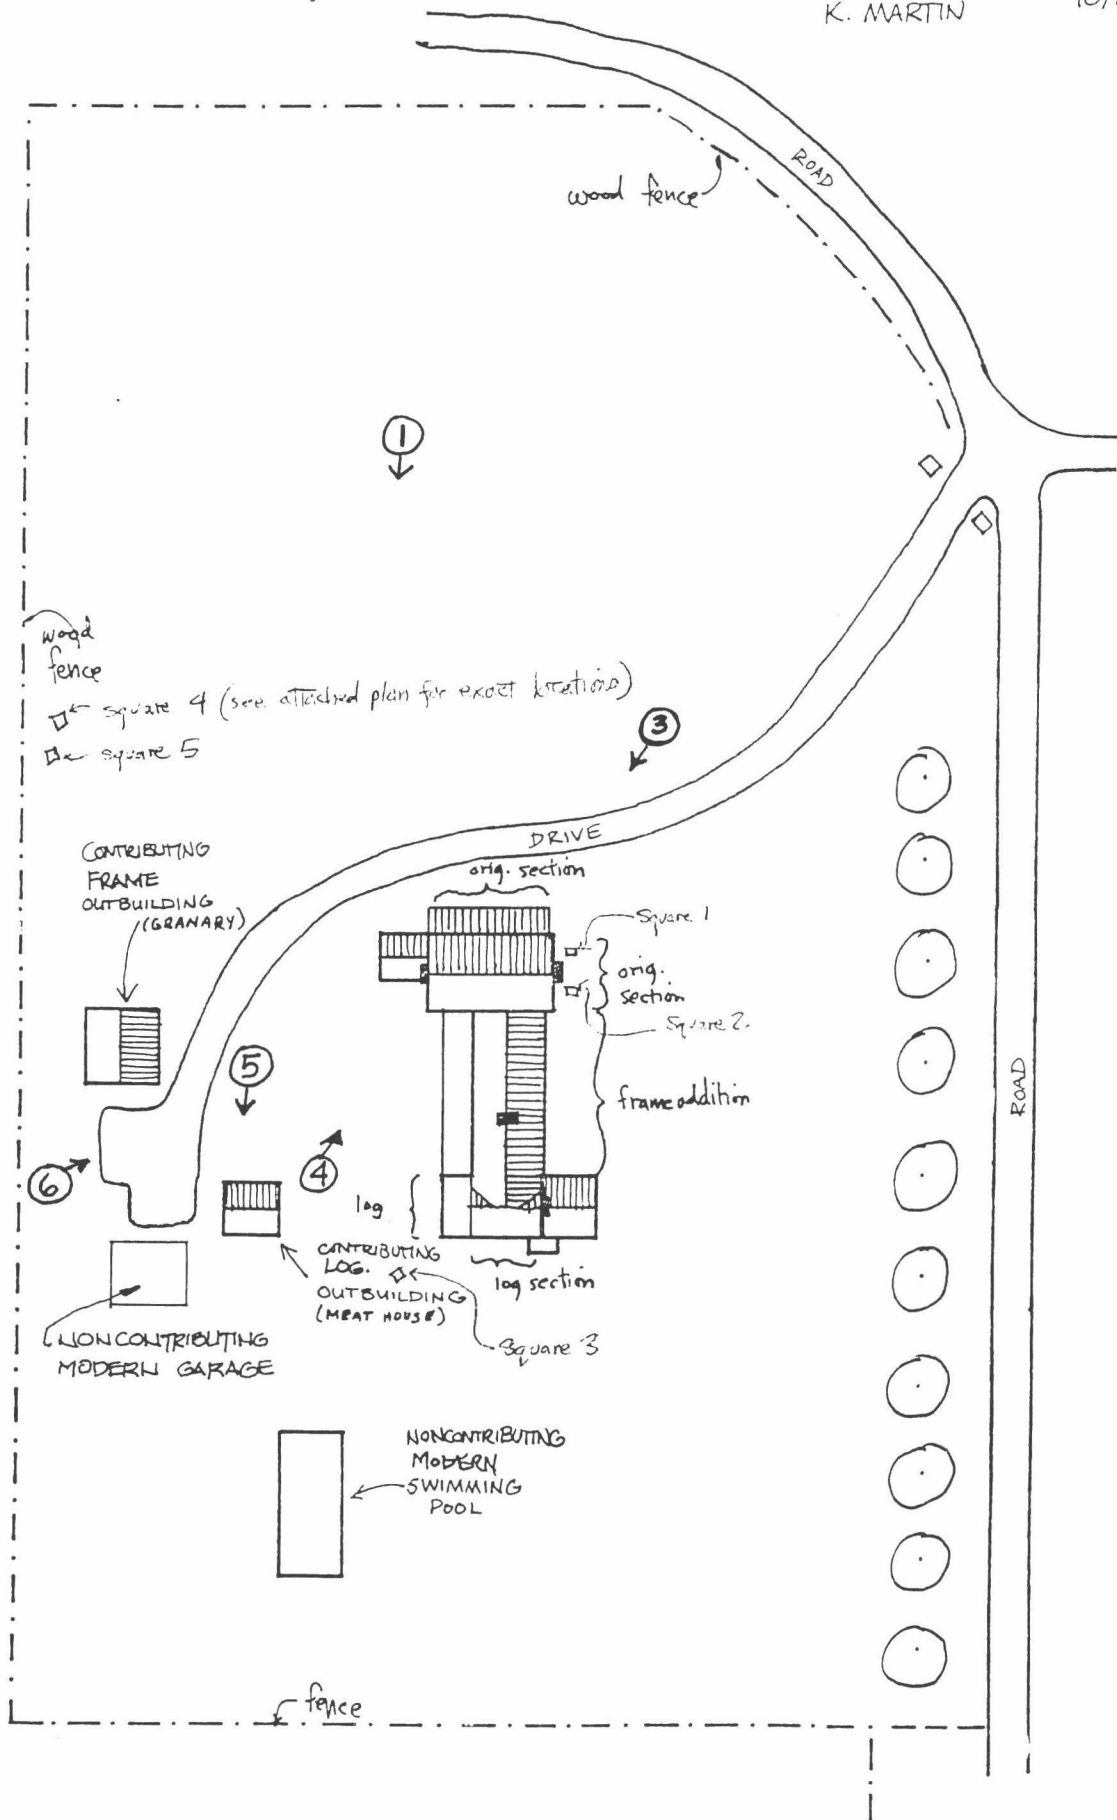 K. MARTIN
ROAD
wood fence
1
wood
fence
square 4 (see attached plan for exact locations)
square 5
3
DRIVE
orig. section
CONTRIBUTING
FRAME
OUTBUILDING
(GRANARY)
Square 1
orig.
section
Square 2
5
frame addition
ROAD
4
6
log
CONTRIBUTING
LOG.
OUTBUILDING
(MEAT HOUSE)
log section
Square 3
NONCONTRIBUTING
MODERN GARAGE
NONCONTRIBUTING
MODERN
SWIMMING
POOL
fence